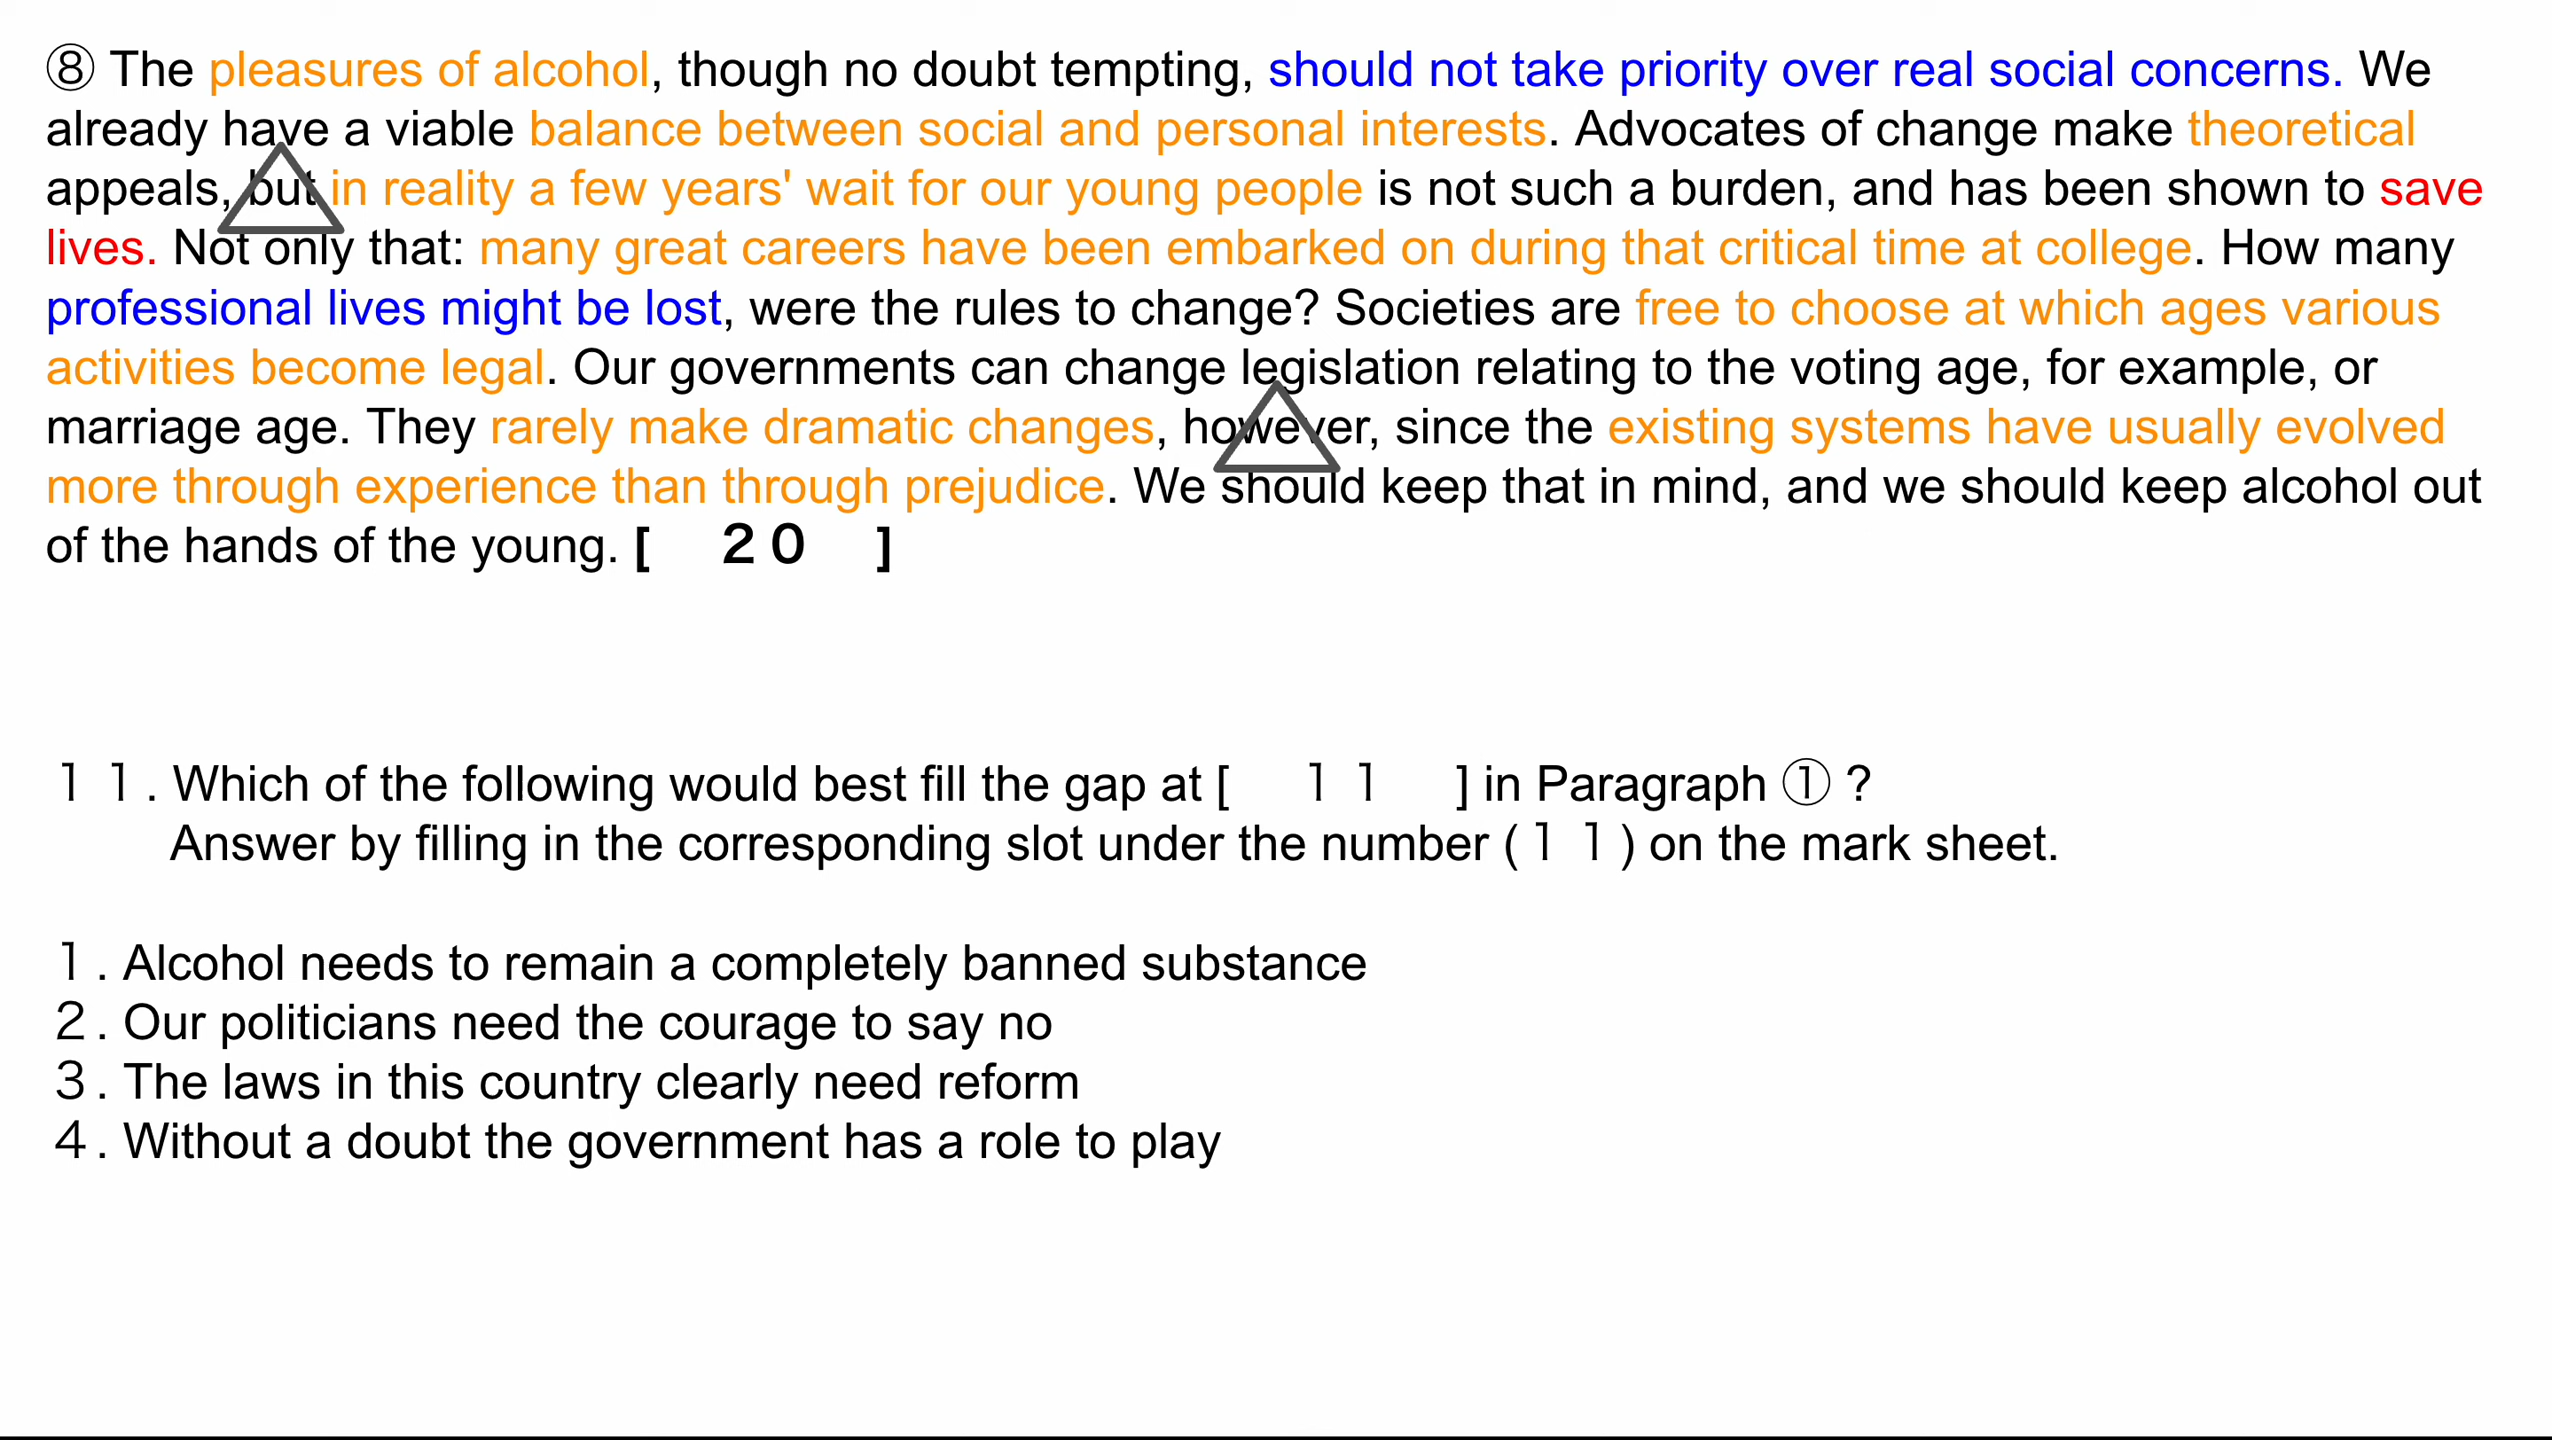 ⑧ The pleasures of alcohol, though no doubt tempting, should not take priority over real social concerns. We
already have a viable balance between social and personal interests. Advocates of change make theoretical
appeals, but in reality a few years' wait for our young people is not such a burden, and has been shown to save
lives. Not only that: many great careers have been embarked on during that critical time at college. How many
professional lives might be lost, were the rules to change? Societies are free to choose at which ages various
activities become legal. Our governments can change legislation relating to the voting age, for example, or
marriage age. They rarely make dramatic changes, however, since the existing systems have usually evolved
more through experience than through prejudice. We should keep that in mind, and we should keep alcohol out
of the hands of the young. [　２０　]
１１. Which of the following would best fill the gap at [　１１　] in Paragraph ① ?
Answer by filling in the corresponding slot under the number (１１) on the mark sheet.
１. Alcohol needs to remain a completely banned substance
２. Our politicians need the courage to say no
３. The laws in this country clearly need reform
４. Without a doubt the government has a role to play